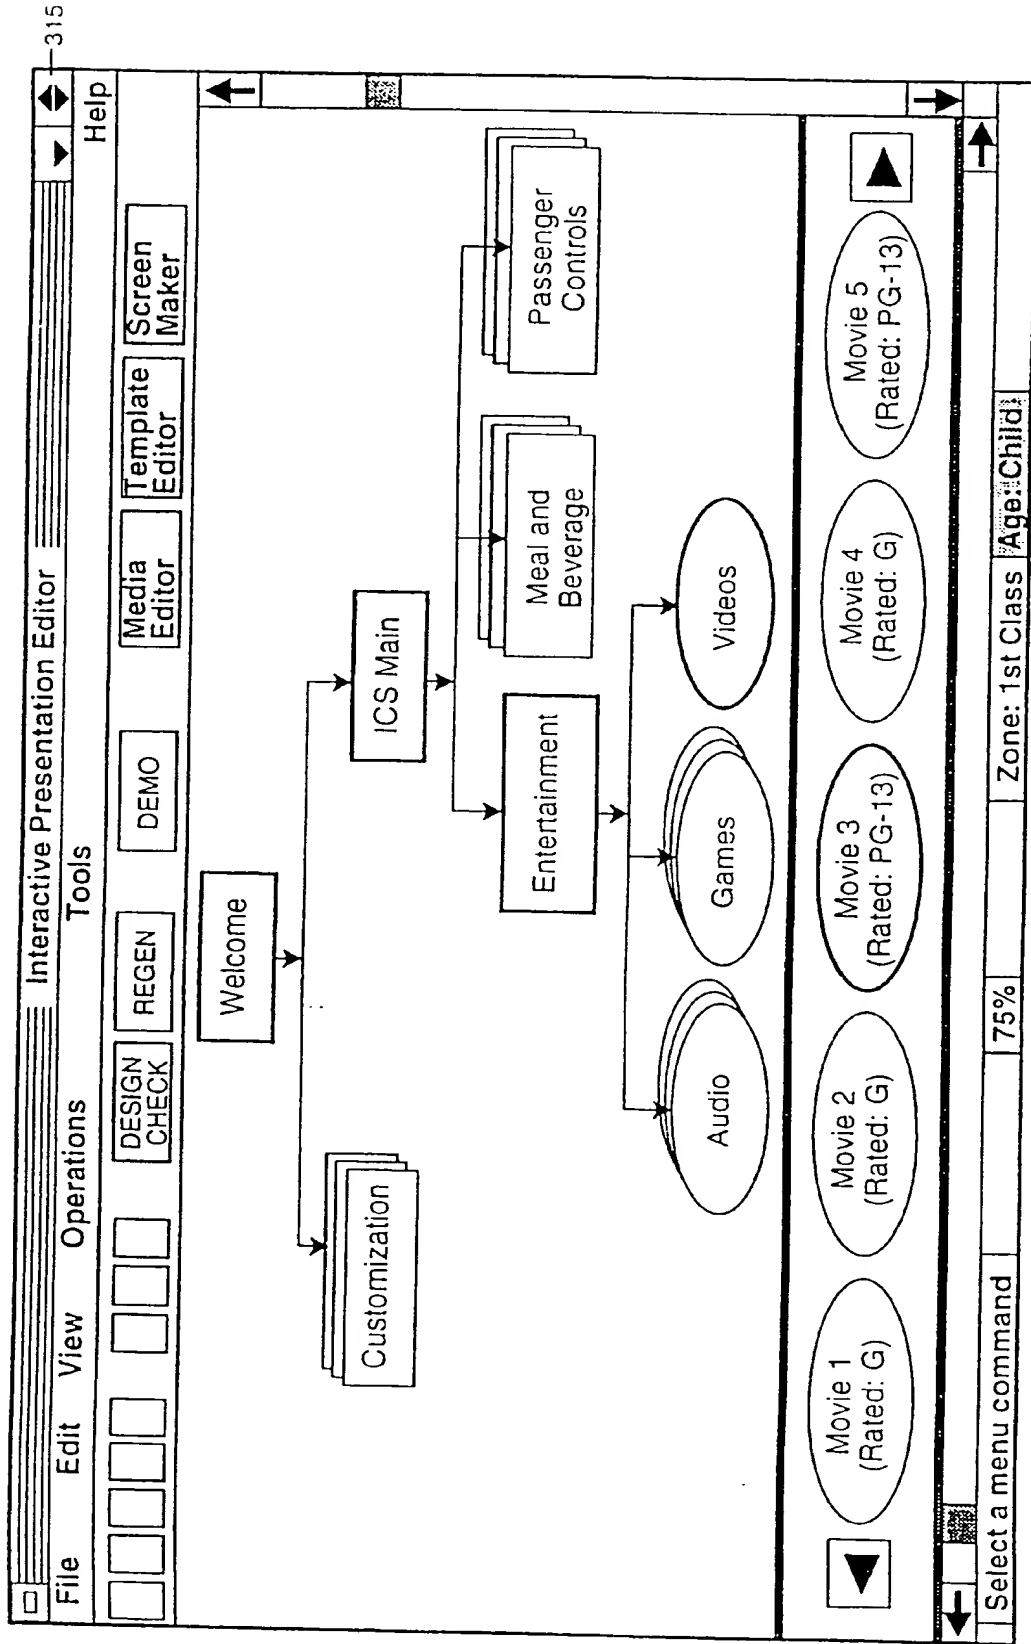 315
Interactive Presentation Editor
File Edit View Operations Tools Help
DESIGN
CHECK
REGEN
DEMO
Media
Editor
Template
Editor
Screen
Maker
Welcome
Customization
ICS Main
Entertainment
Meal and
Beverage
Passenger
Controls
Audio
Games
Videos
Movie 1
(Rated: G)
Movie 2
(Rated: G)
Movie 3
(Rated: PG-13)
Movie 4
(Rated: G)
Movie 5
(Rated: PG-13)
Select a menu command 75% Zone: 1st Class Age: Child